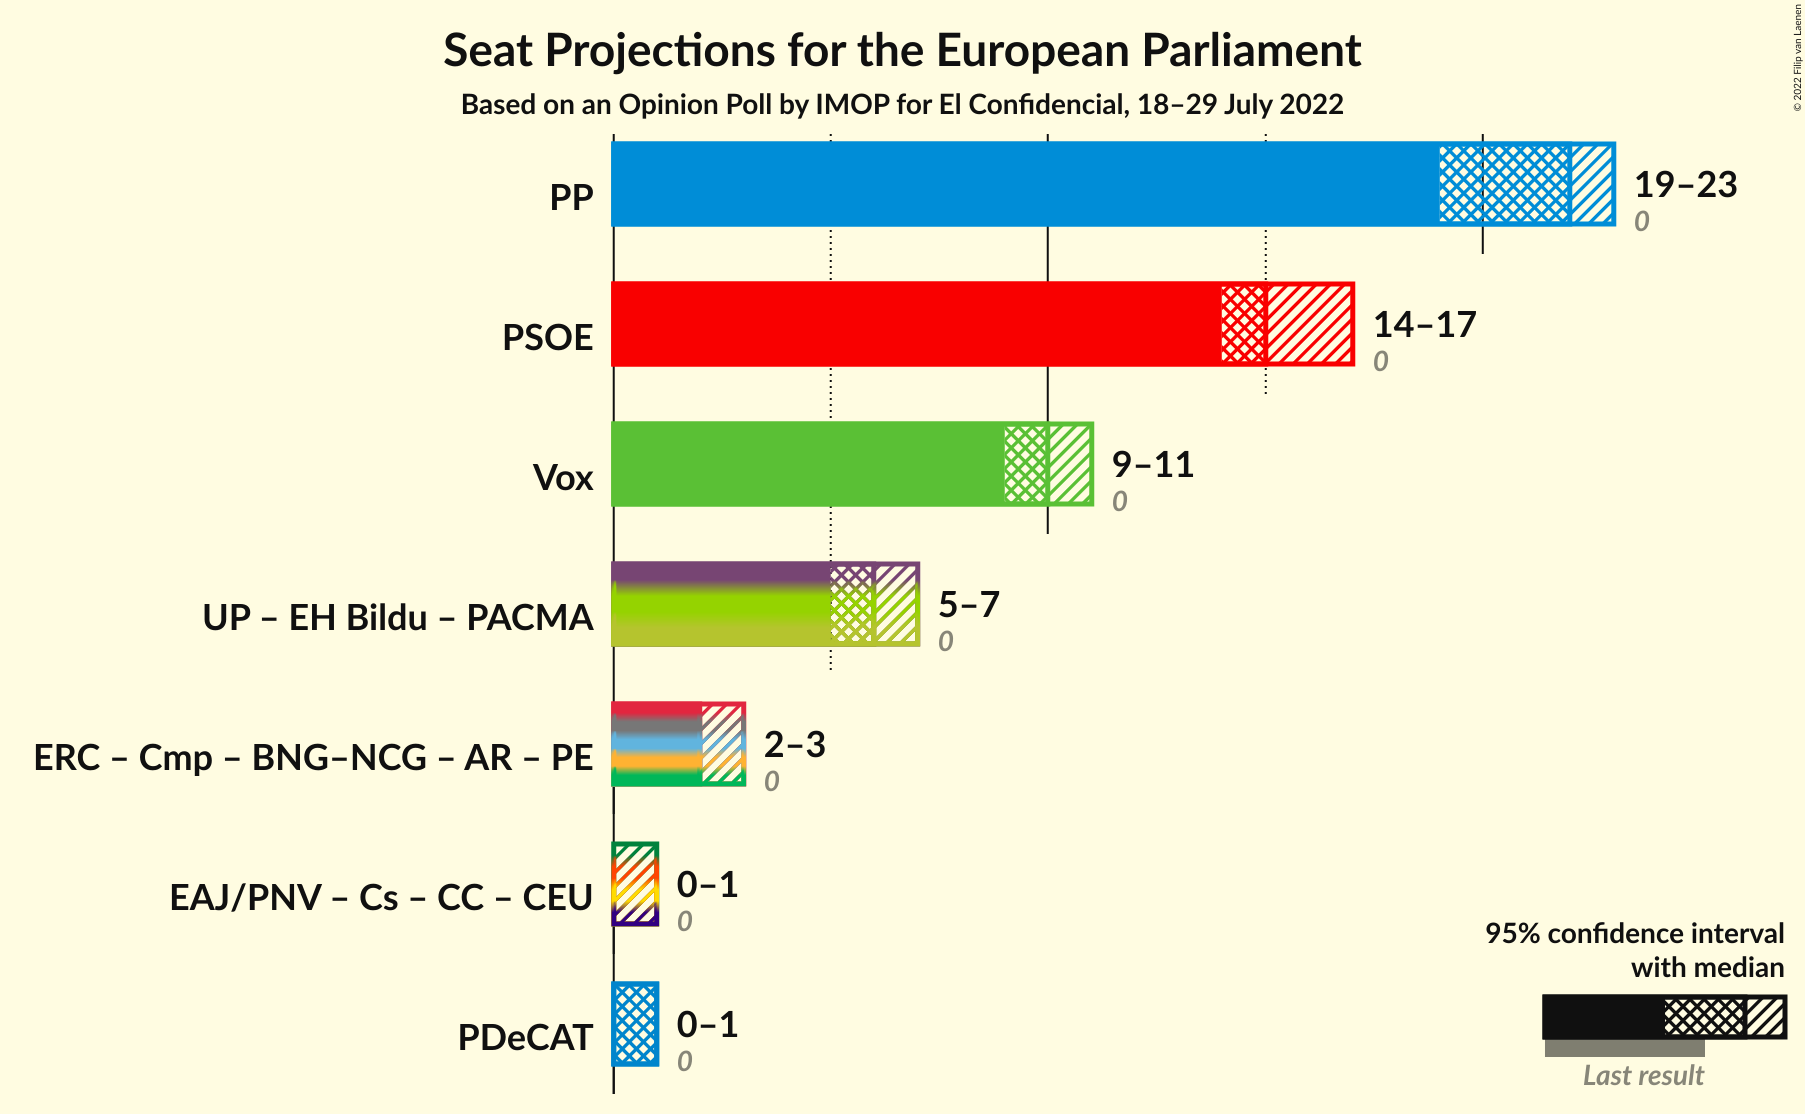 Seat Projections for the European Parliament
Based on an Opinion Poll by IMOP for El Confidencial, 18–29 July 2022
© 2022 Filip van Laenen
PP
19–23
0
PSOE
14–17
0
Vox
9–11
0
UP – EH Bildu – PACMA
5–7
0
ERC – Cmp – BNG–NCG – AR – PE
2–3
0
EAJ/PNV – Cs – CC – CEU
0–1
0
PDeCAT
0–1
0
95% confidence interval
with median
Last result